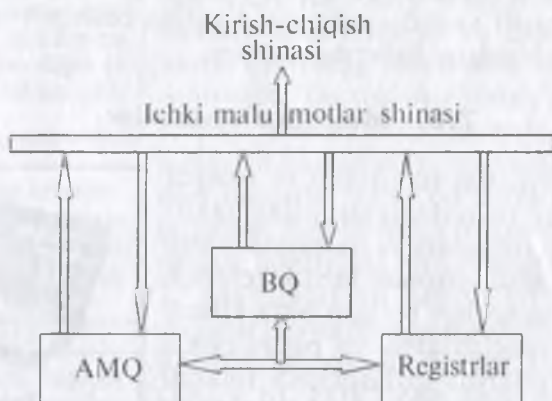 Kirish-chiqish
shinasi
Ichki malumotlar shinasi
BQ
AMQ
Registrlar